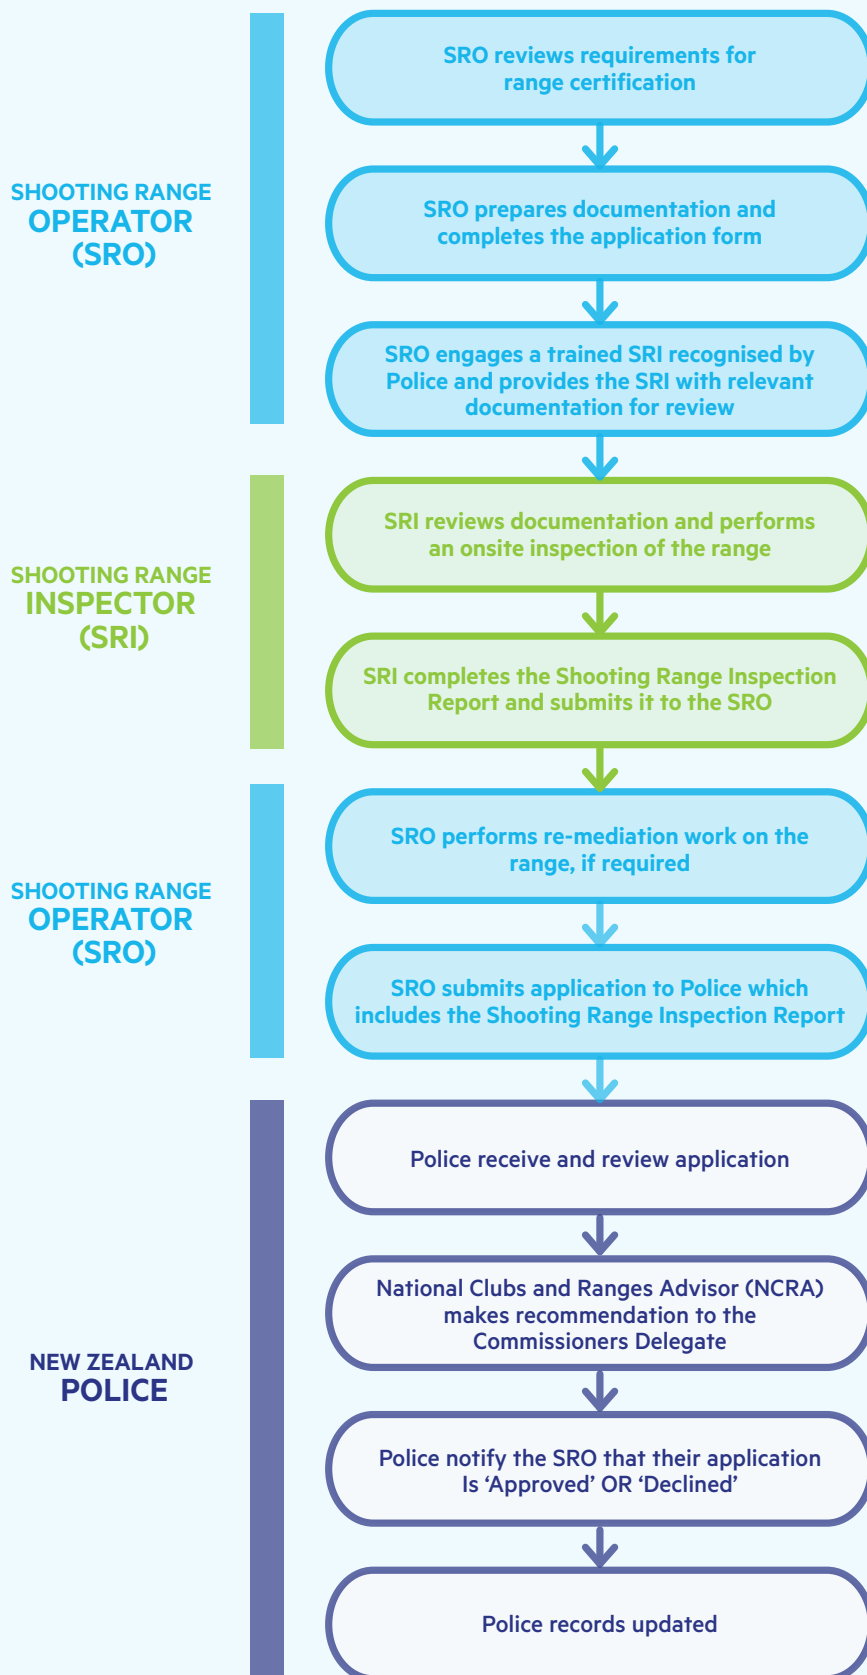 SHOOTING RANGE
OPERATOR
(SRO)
SRO reviews requirements for
range certification
SRO prepares documentation and
completes the application form
SRO engages a trained SRI recognised by
Police and provides the SRI with relevant
documentation for review
SHOOTING RANGE
INSPECTOR
(SRI)
SRI reviews documentation and performs
an onsite inspection of the range
SRI completes the Shooting Range Inspection
Report and submits it to the SRO
SHOOTING RANGE
OPERATOR
(SRO)
SRO performs re-mediation work on the
range, if required
SRO submits application to Police which
includes the Shooting Range Inspection Report
NEW ZEALAND
POLICE
Police receive and review application
National Clubs and Ranges Advisor (NCRA)
makes recommendation to the
Commissioners Delegate
Police notify the SRO that their application
Is ‘Approved’ OR ‘Declined’
Police records updated